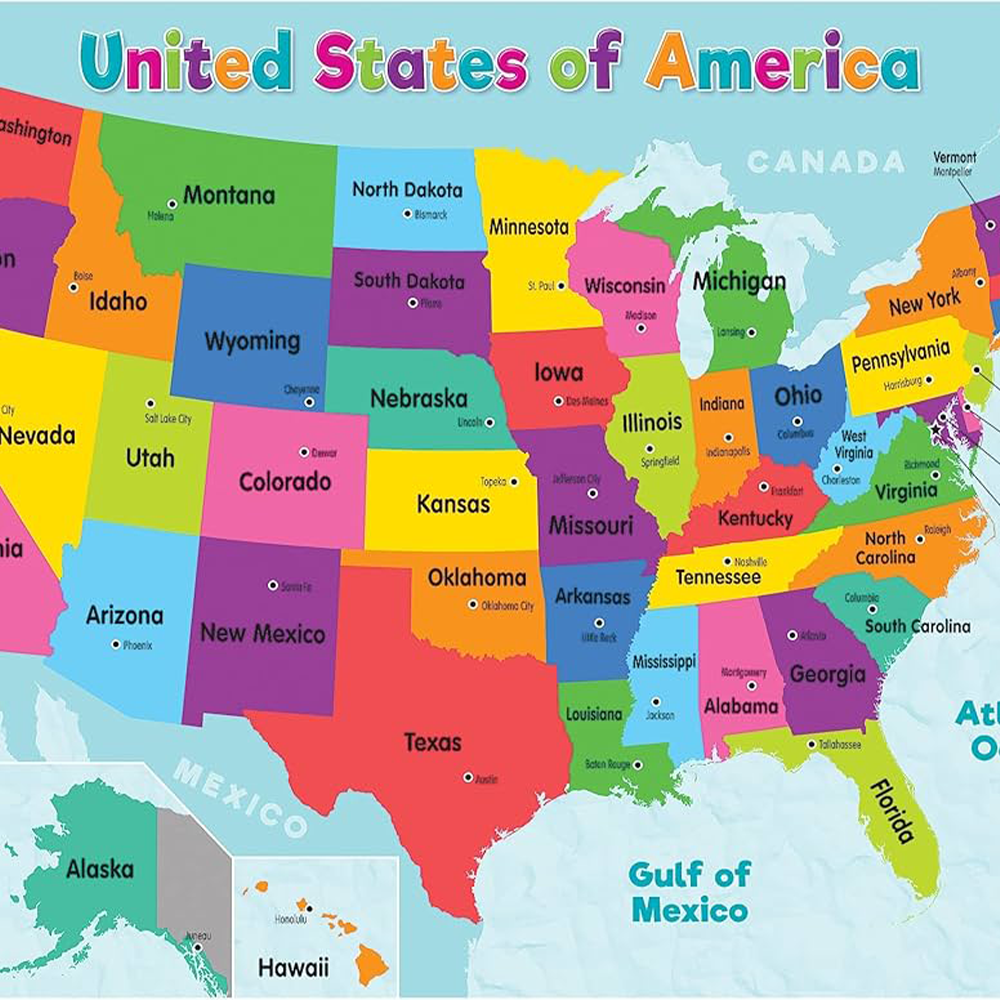 United States of America
CANADA
Vermont
Montpelier
ashington
Montana
Helena
North Dakota
Bismarck
Minnesota
St. Paul
on
Boise
Idaho
South Dakota
Pierre
Wisconsin
Madison
Michigan
Lansing
Albany
New York
Wyoming
Cheyenne
Iowa
Des Moines
Pennsylvania
Harrisburg
Nebraska
Lincoln
Illinois
Springfield
Indiana
Indianapolis
Ohio
Columbus
City
Nevada
Salt Lake City
Utah
Denver
Colorado
Topeka
Kansas
Jefferson City
Missouri
West
Virginia
Charleston
Richmond
Virginia
Frankfort
Kentucky
nia
Raleigh
North
Carolina
Nashville
Tennessee
Oklahoma
Oklahoma City
Arizona
Phoenix
Santa Fe
New Mexico
Arkansas
Little Rock
Columbia
South Carolina
Mississippi
Jackson
Montgomery
Alabama
Atlanta
Georgia
Louisiana
Baton Rouge
Texas
Austin
Tallahassee
Florida
Atl
O
MEXICO
Gulf of
Mexico
Alaska
Juneau
Honolulu
Hawaii